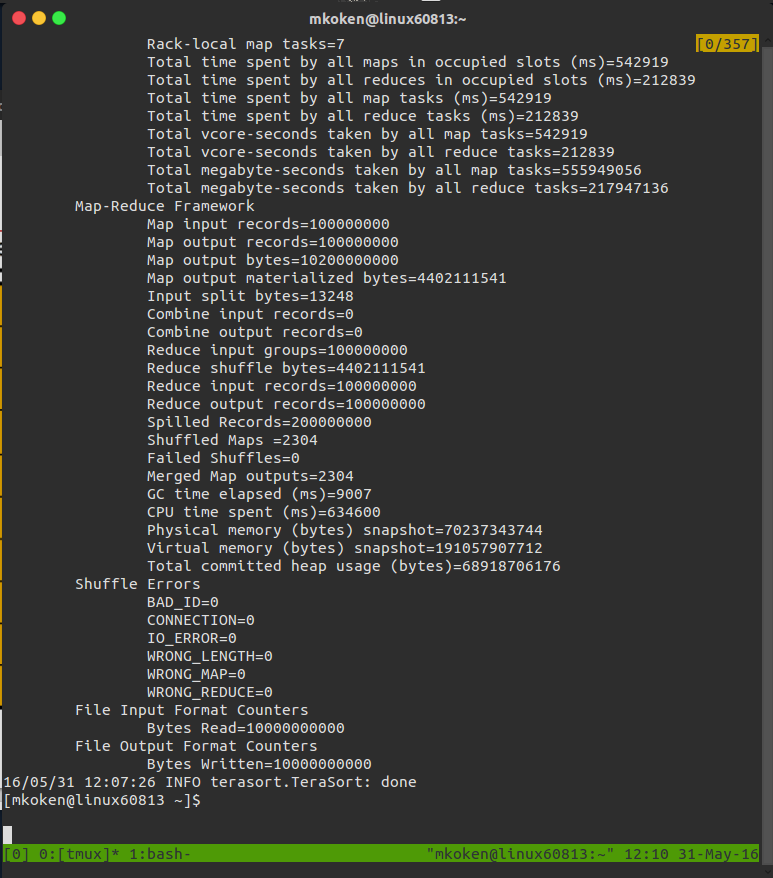 mkoken@linux60813:~
[0/357]
Rack-local map tasks=7
Total time spent by all maps in occupied slots (ms)=542919
Total time spent by all reduces in occupied slots (ms)=212839
Total time spent by all map tasks (ms)=542919
Total time spent by all reduce tasks (ms)=212839
Total vcore-seconds taken by all map tasks=542919
Total vcore-seconds taken by all reduce tasks=212839
Total megabyte-seconds taken by all map tasks=555949056
Total megabyte-seconds taken by all reduce tasks=217947136
Map-Reduce Framework
Map input records=100000000
Map output records=100000000
Map output bytes=10200000000
Map output materialized bytes=4402111541
Input split bytes=13248
Combine input records=0
Combine output records=0
Reduce input groups=100000000
Reduce shuffle bytes=4402111541
Reduce input records=100000000
Reduce output records=100000000
Spilled Records=200000000
Shuffled Maps =2304
Failed Shuffles=0
Merged Map outputs=2304
GC time elapsed (ms)=9007
CPU time spent (ms)=634600
Physical memory (bytes) snapshot=70237343744
Virtual memory (bytes) snapshot=191057907712
Total committed heap usage (bytes)=68918706176
Shuffle Errors
BAD_ID=0
CONNECTION=0
IO_ERROR=0
WRONG_LENGTH=0
WRONG_MAP=0
WRONG_REDUCE=0
File Input Format Counters
Bytes Read=10000000000
File Output Format Counters
Bytes Written=10000000000
16/05/31 12:07:26 INFO terasort.TeraSort: done
[mkoken@linux60813 ~]$
[0] 0:[tmux]* 1:bash- "mkoken@linux60813:~" 12:10 31-May-16